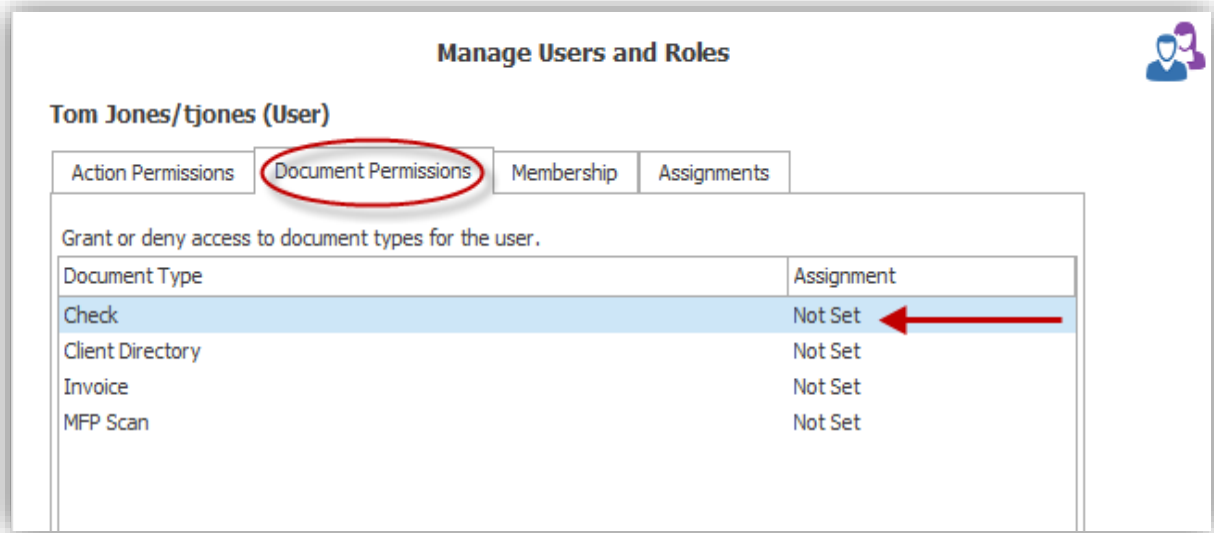 Manage Users and Roles
Tom Jones/tjones (User)
Action Permissions Document Permissions Membership Assignments
Grant or deny access to document types for the user.
Document Type Assignment
Check Not Set
Client Directory Not Set
Invoice Not Set
MFP Scan Not Set